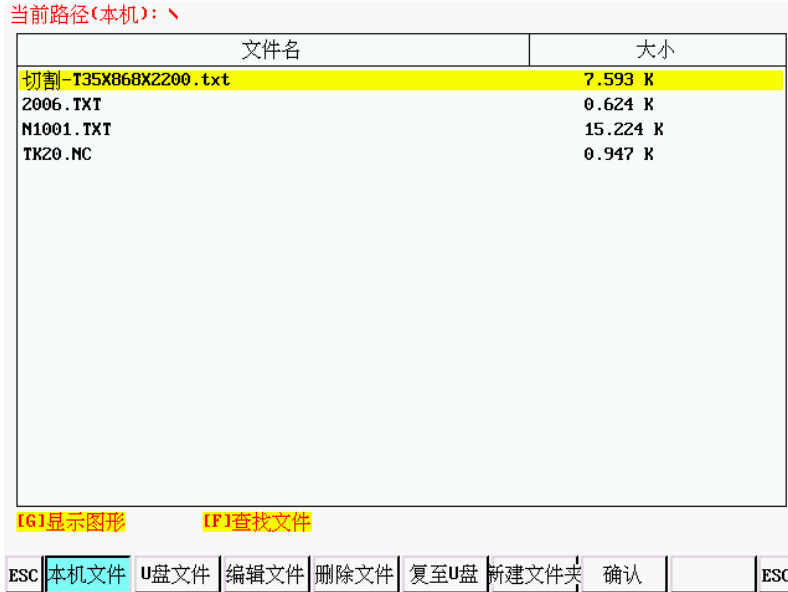 当前路径(本机): \
文件名 大小
切割-T35X868X2200.txt 7.593 K
2006.TXT 0.624 K
N1001.TXT 15.224 K
TK20.NC 0.947 K
[G]显示图形 [F]查找文件
ESC 本机文件 U盘文件 编辑文件 删除文件 复至U盘 新建文件夹 确认 ESC